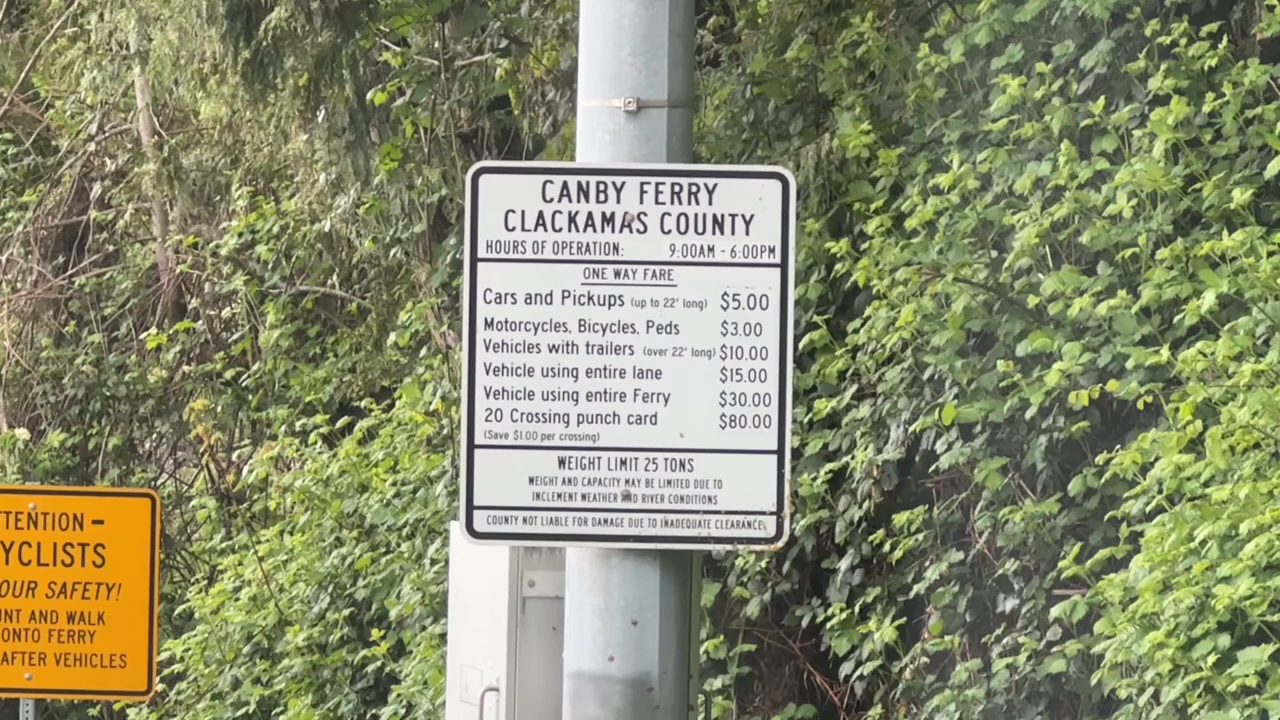 CANBY FERRY
CLACKAMAS COUNTY
HOURS OF OPERATION: 9:00AM - 6:00PM
ONE WAY FARE
Cars and Pickups (up to 22' long) $5.00
Motorcycles, Bicycles, Peds $3.00
Vehicles with trailers (over 22' long) $10.00
Vehicle using entire lane $15.00
Vehicle using entire Ferry $30.00
20 Crossing punch card $80.00
(Save $1.00 per crossing)
WEIGHT LIMIT 25 TONS
WEIGHT AND CAPACITY MAY BE LIMITED DUE TO
INCLEMENT WEATHER AND RIVER CONDITIONS
COUNTY NOT LIABLE FOR DAMAGE DUE TO INADEQUATE CLEARANCE
TTENTION –
YCLISTS
OUR SAFETY!
UNT AND WALK
ONTO FERRY
AFTER VEHICLES